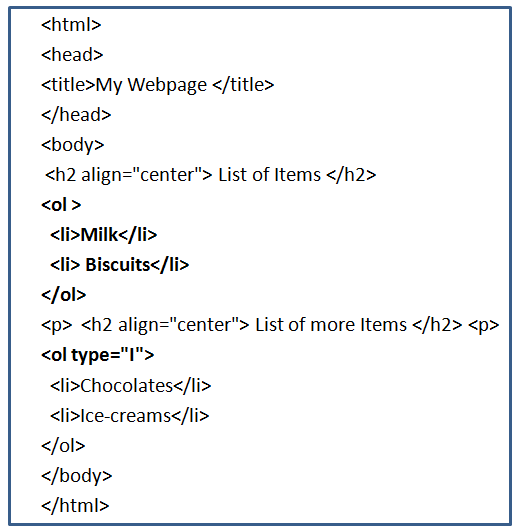 <html>
<head>
<title>My Webpage </title>
</head>
<body>
<h2 align="center"> List of Items </h2>
<ol >
<li>Milk</li>
<li> Biscuits</li>
</ol>
<p>  <h2 align="center"> List of more Items </h2> <p>
<ol type="I">
<li>Chocolates</li>
<li>Ice-creams</li>
</ol>
</body>
</html>